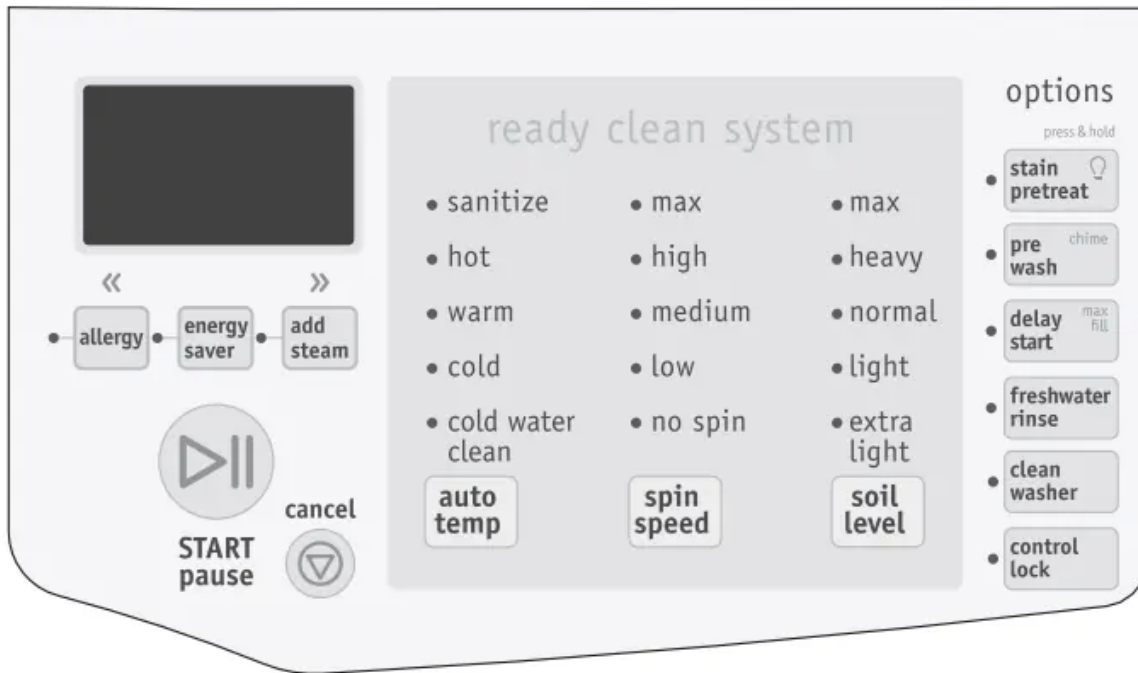 options
ready clean system
press & hold
stain
pretreat
• sanitize
• max
• max
pre
wash
chime
• hot
• high
• heavy
«
»
allergy
energy
saver
add
steam
• warm
• medium
• normal
delay
start
max
fill
• cold
• low
• light
freshwater
rinse
• cold water
clean
• no spin
• extra
light
clean
washer
auto
temp
spin
speed
soil
level
START
pause
cancel
control
lock